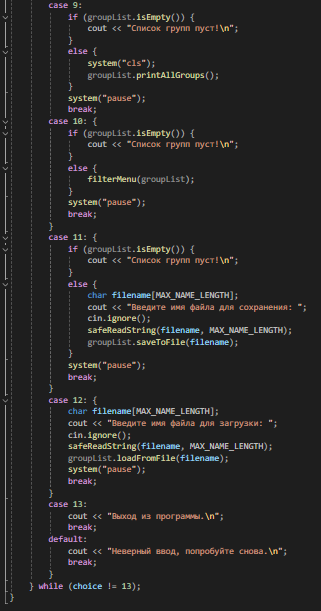 case 9:
if (groupList.isEmpty()) {
cout << "Список групп пуст!\n";
}
else {
system("cls");
groupList.printAllGroups();
}
system("pause");
break;
case 10: {
if (groupList.isEmpty()) {
cout << "Список групп пуст!\n";
}
else {
filterMenu(groupList);
}
system("pause");
break;
}
case 11: {
if (groupList.isEmpty()) {
cout << "Список групп пуст!\n";
}
else {
char filename[MAX_NAME_LENGTH];
cout << "Введите имя файла для сохранения: ";
cin.ignore();
safeReadString(filename, MAX_NAME_LENGTH);
groupList.saveToFile(filename);
}
system("pause");
break;
}
case 12: {
char filename[MAX_NAME_LENGTH];
cout << "Введите имя файла для загрузки: ";
cin.ignore();
safeReadString(filename, MAX_NAME_LENGTH);
groupList.loadFromFile(filename);
system("pause");
break;
}
case 13:
cout << "Выход из программы.\n";
break;
default:
cout << "Неверный ввод, попробуйте снова.\n";
break;
}
} while (choice != 13);
}